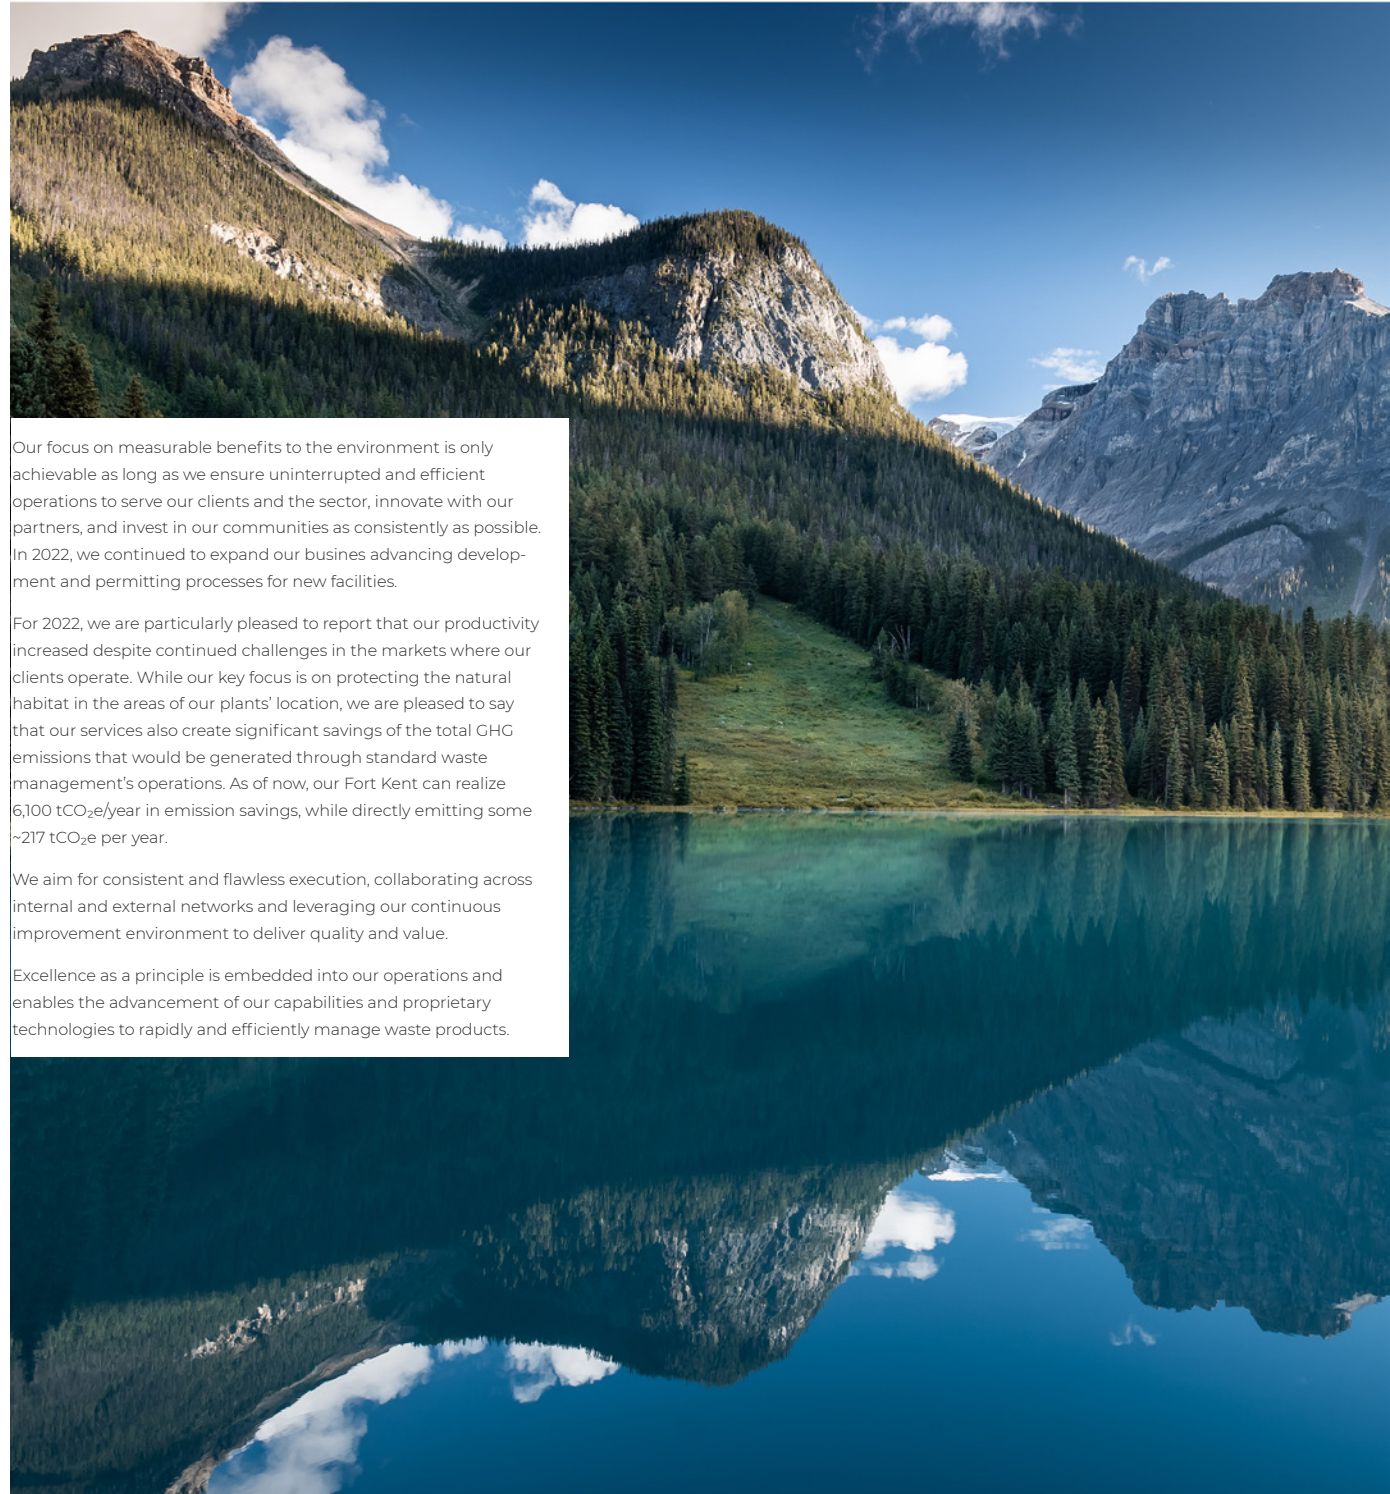 Our focus on measurable benefits to the environment is only
achievable as long as we ensure uninterrupted and efficient
operations to serve our clients and the sector, innovate with our
partners, and invest in our communities as consistently as possible.
In 2022, we continued to expand our busines advancing develop-
ment and permitting processes for new facilities.
For 2022, we are particularly pleased to report that our productivity
increased despite continued challenges in the markets where our
clients operate. While our key focus is on protecting the natural
habitat in the areas of our plants’ location, we are pleased to say
that our services also create significant savings of the total GHG
emissions that would be generated through standard waste
management’s operations. As of now, our Fort Kent can realize
6,100 tCO₂e/year in emission savings, while directly emitting some
~217 tCO₂e per year.
We aim for consistent and flawless execution, collaborating across
internal and external networks and leveraging our continuous
improvement environment to deliver quality and value.
Excellence as a principle is embedded into our operations and
enables the advancement of our capabilities and proprietary
technologies to rapidly and efficiently manage waste products.